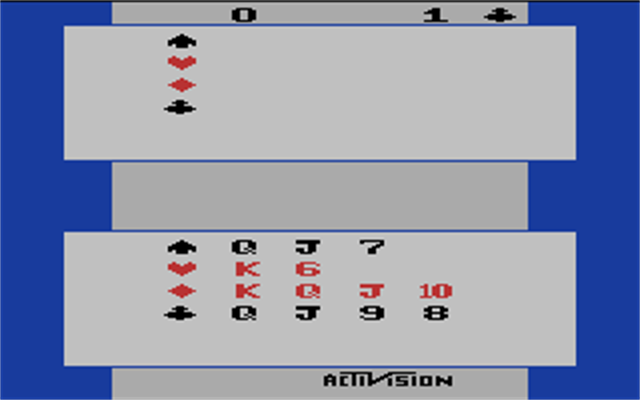 0 1 ♣
♠
♥
♦
♣
♠ Q J 7
♥ K 6
♦ K Q J 10
♣ Q J 9 8
ACTIVISION